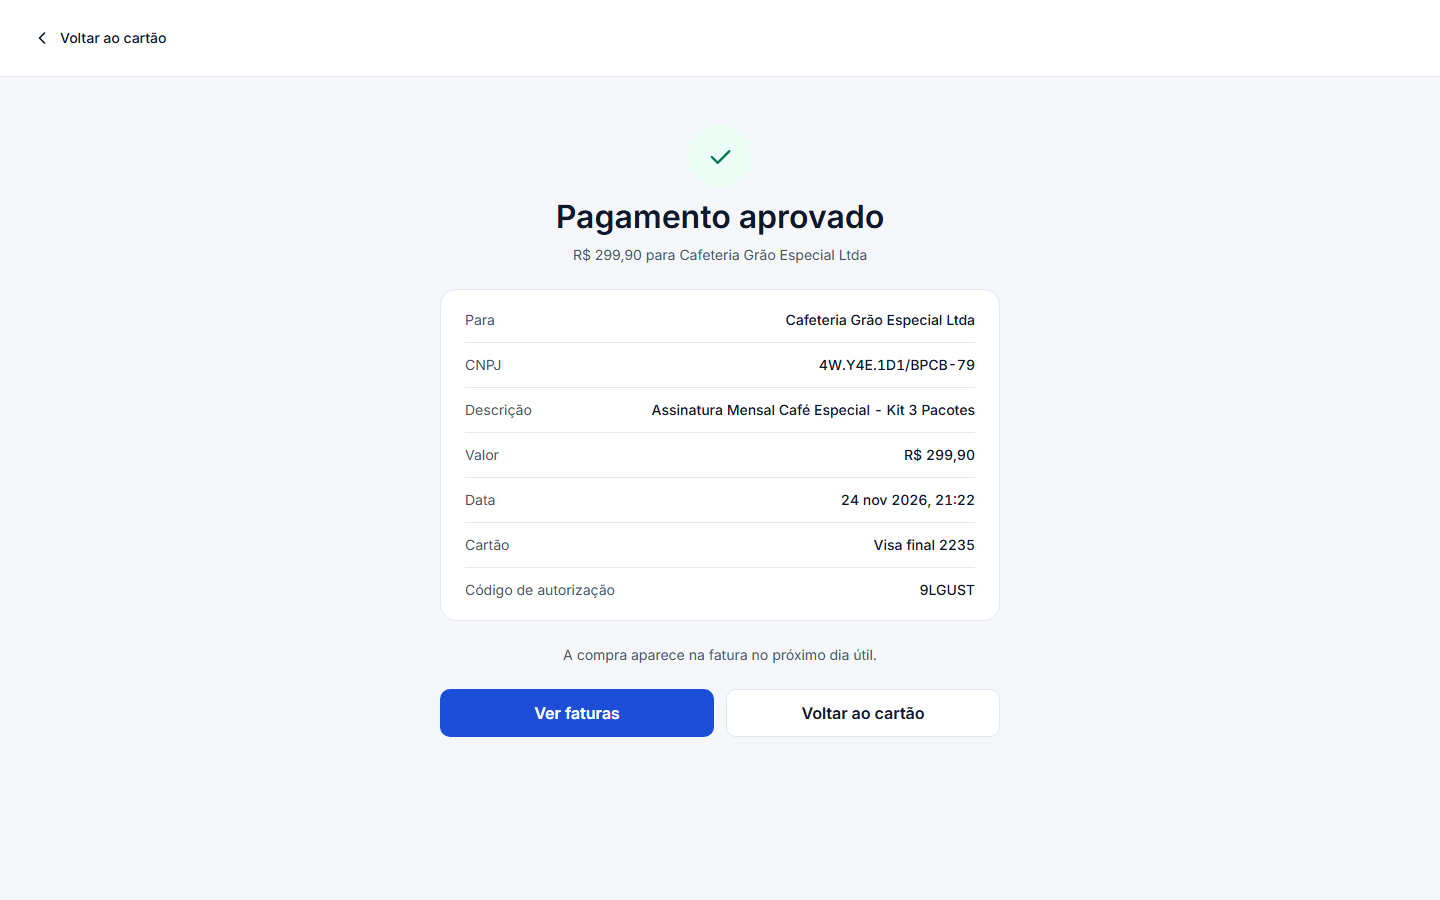 Voltar ao cartão
Pagamento aprovado
R$ 299,90 para Cafeteria Grão Especial Ltda
Para Cafeteria Grão Especial Ltda
CNPJ 4W.Y4E.1D1/BPCB-79
Descrição Assinatura Mensal Café Especial - Kit 3 Pacotes
Valor R$ 299,90
Data 24 nov 2026, 21:22
Cartão Visa final 2235
Código de autorização 9LGUST
A compra aparece na fatura no próximo dia útil.
Ver faturas Voltar ao cartão